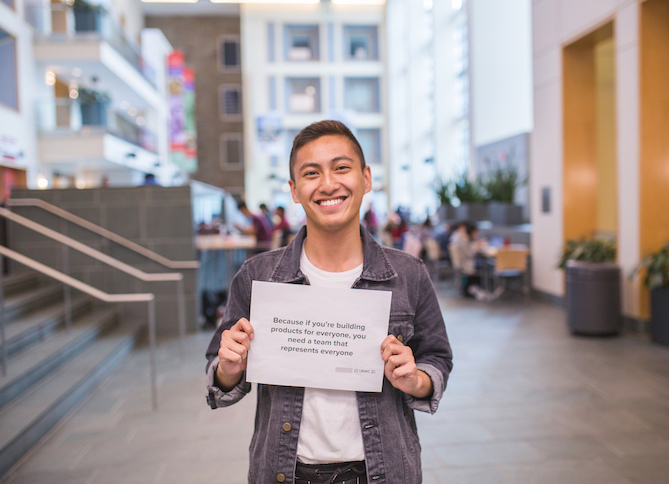 Because if you're building
products for everyone, you
need a team that
represents everyone